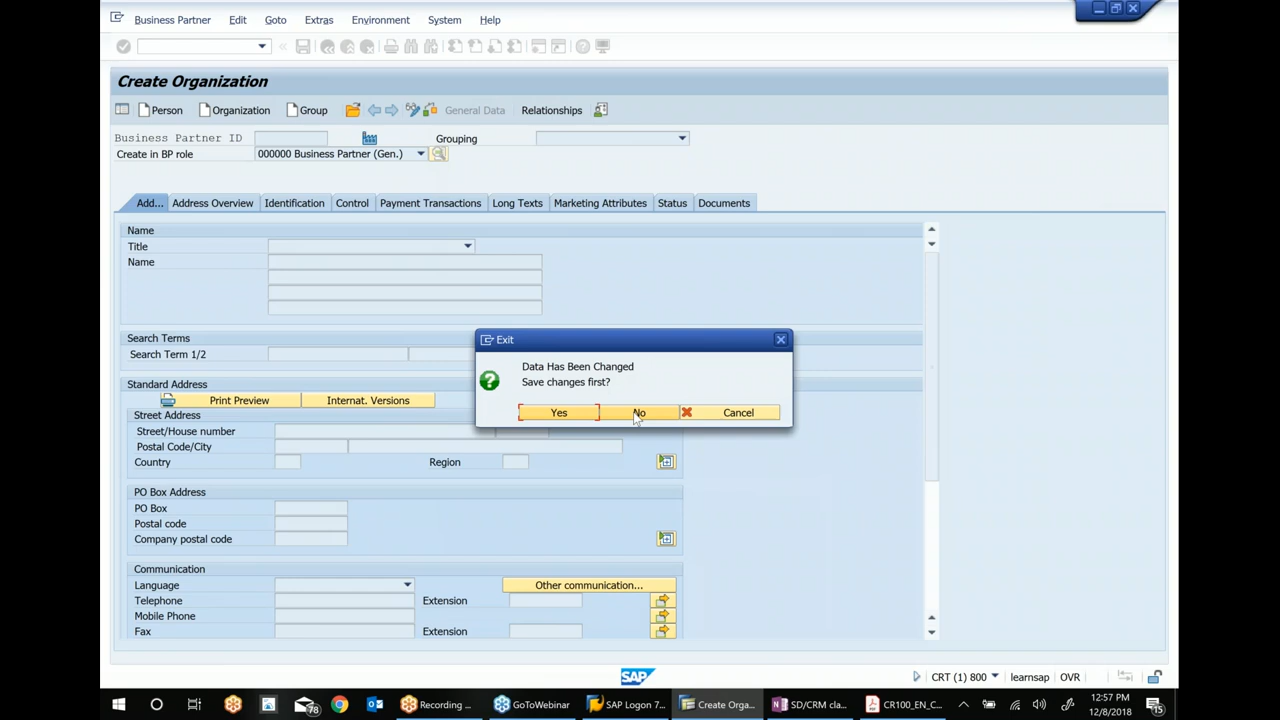 Business Partner Edit Goto Extras Environment System Help
Create Organization
Person Organization Group General Data Relationships
Business Partner ID Grouping
Create in BP role 000000 Business Partner (Gen.)
Add... Address Overview Identification Control Payment Transactions Long Texts Marketing Attributes Status Documents
Name
Title
Name
Search Terms
Search Term 1/2
Exit
Data Has Been Changed
Save changes first?
Yes No Cancel
Standard Address
Print Preview Internat. Versions
Street Address
Street/House number
Postal Code/City
Country Region
PO Box Address
PO Box
Postal code
Company postal code
Communication
Language Other communication...
Telephone Extension
Mobile Phone
Fax Extension
SAP CRT (1) 800 learnsap OVR
78 Recording ... GoToWebinar SAP Logon 7... Create Orga... SD/CRM cla... CR100_EN_C... 12:57 PM
12/8/2018 15